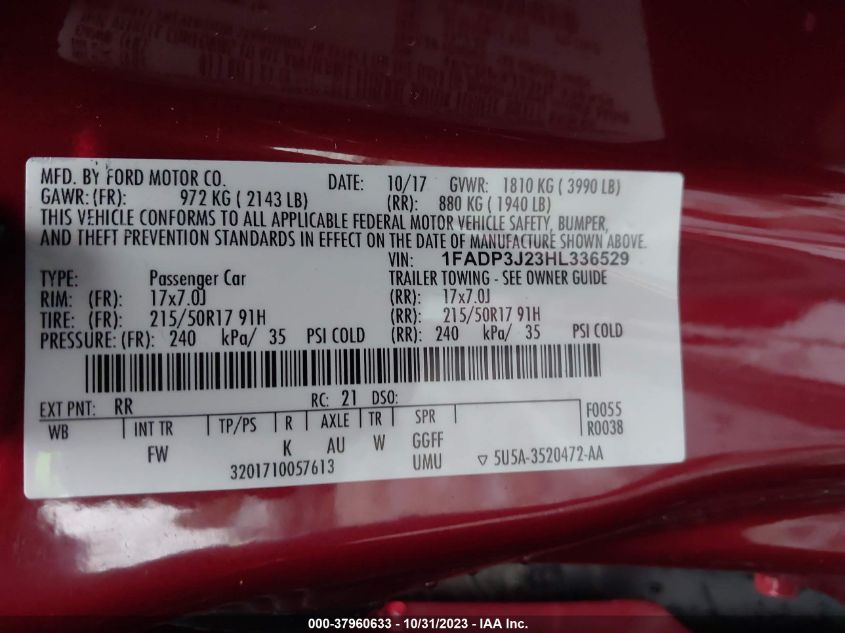 MFD. BY FORD MOTOR CO. DATE: 10/17 GVWR: 1810 KG ( 3990 LB)
GAWR: (FR): 972 KG ( 2143 LB) (RR): 880 KG ( 1940 LB)
THIS VEHICLE CONFORMS TO ALL APPLICABLE FEDERAL MOTOR VEHICLE SAFETY, BUMPER,
AND THEFT PREVENTION STANDARDS IN EFFECT ON THE DATE OF MANUFACTURE SHOWN ABOVE.
VIN: 1FADP3J23HL336529
TYPE: Passenger Car TRAILER TOWING - SEE OWNER GUIDE
RIM: (FR): 17x7.0J (RR): 17x7.0J
TIRE: (FR): 215/50R17 91H (RR): 215/50R17 91H
PRESSURE: (FR): 240 kPa/ 35 PSI COLD (RR): 240 kPa/ 35 PSI COLD
EXT PNT: RR RC: 21 DSO: F0055
WB INT TR TP/PS R AXLE TR SPR R0038
FW K AU W GGFF
3201710057613 UMU ▽ 5U5A-3520472-AA
000-37960633 - 10/31/2023 - IAA Inc.